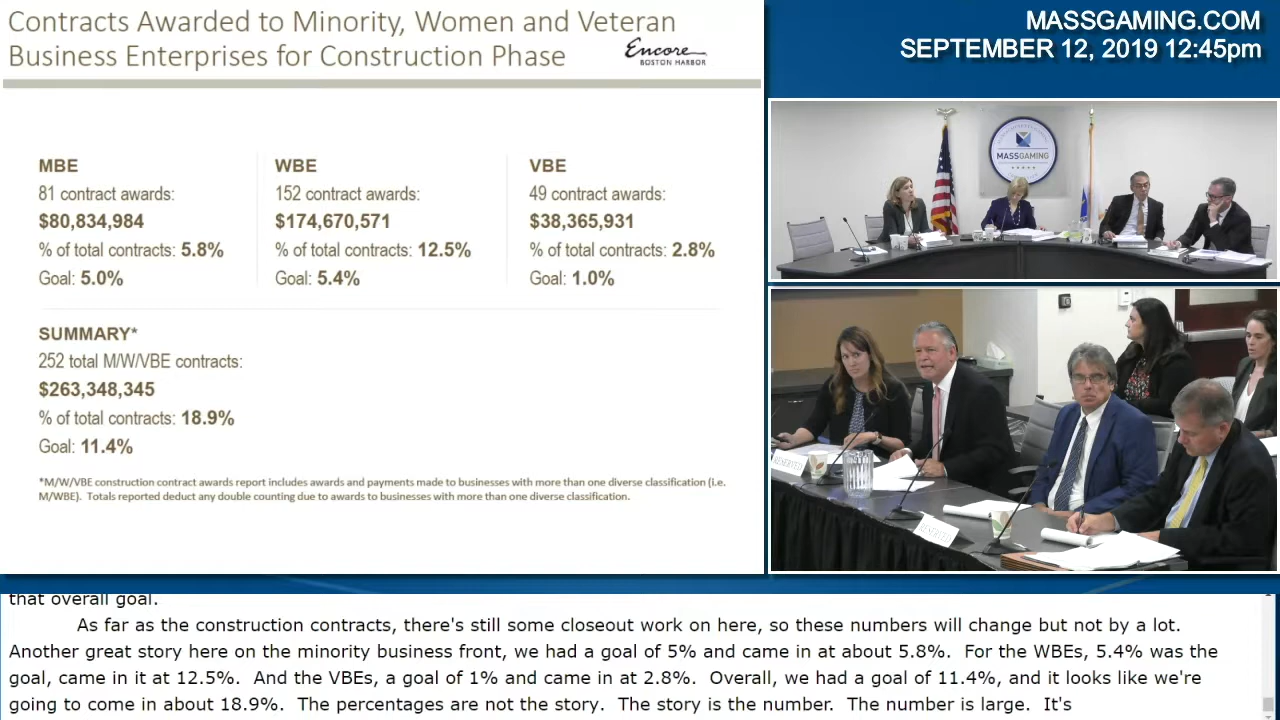 Contracts Awarded to Minority, Women and Veteran
Business Enterprises for Construction Phase
Encore
BOSTON HARBOR
MASSGAMING.COM
SEPTEMBER 12, 2019 12:45pm
MBE
81 contract awards:
$80,834,984
% of total contracts: 5.8%
Goal: 5.0%
WBE
152 contract awards:
$174,670,571
% of total contracts: 12.5%
Goal: 5.4%
VBE
49 contract awards:
$38,365,931
% of total contracts: 2.8%
Goal: 1.0%
SUMMARY*
252 total M/W/VBE contracts:
$263,348,345
% of total contracts: 18.9%
Goal: 11.4%
*M/W/VBE construction contract awards report includes awards and payments made to businesses with more than one diverse classification (i.e.
M/WBE). Totals reported deduct any double counting due to awards to businesses with more than one diverse classification.
MASSGAMING
RESERVED
RESERVED
that overall goal.
As far as the construction contracts, there's still some closeout work on here, so these numbers will change but not by a lot.
Another great story here on the minority business front, we had a goal of 5% and came in at about 5.8%. For the WBEs, 5.4% was the
goal, came in it at 12.5%. And the VBEs, a goal of 1% and came in at 2.8%. Overall, we had a goal of 11.4%, and it looks like we're
going to come in about 18.9%. The percentages are not the story. The story is the number. The number is large. It's